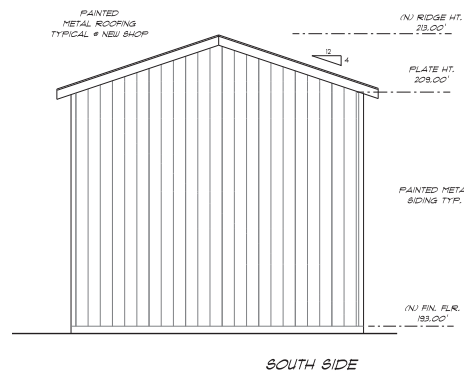 PAINTED
METAL ROOFING
TYPICAL @ NEW SHOP
(N) RIDGE HT.
213.00'
12
4
PLATE HT.
209.00'
PAINTED META
SIDING TYP.
(N) FIN. FLR.
193.00'
SOUTH SIDE